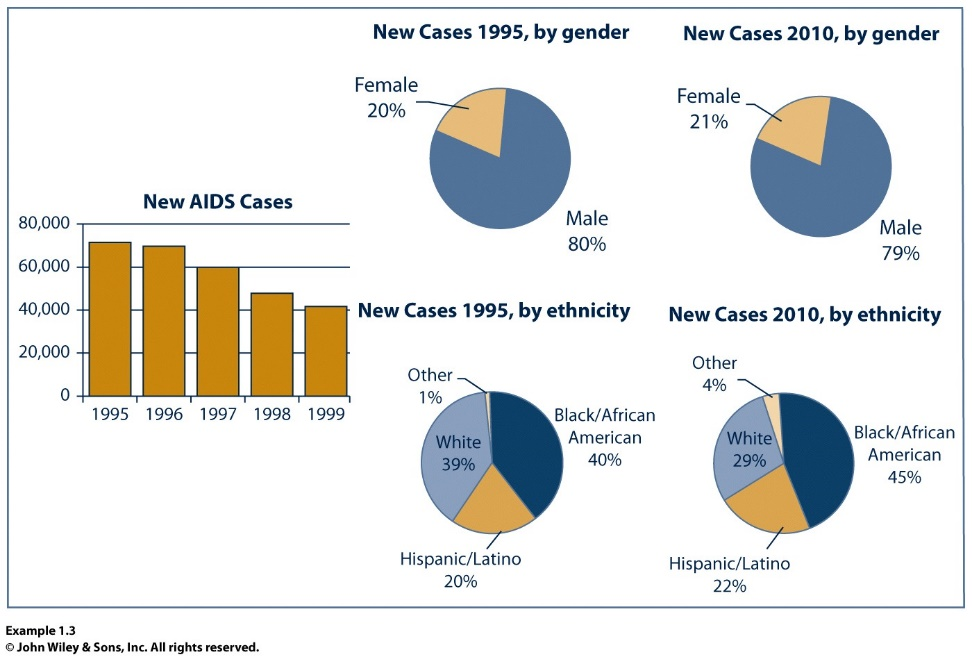 New Cases 1995, by gender
Female
20%
Male
80%
New Cases 2010, by gender
Female
21%
Male
79%
New AIDS Cases
80,000
60,000
40,000
20,000
0
1995 1996 1997 1998 1999
New Cases 1995, by ethnicity
Other
1%
Black/African
American
40%
White
39%
Hispanic/Latino
20%
New Cases 2010, by ethnicity
Other
4%
Black/African
American
45%
White
29%
Hispanic/Latino
22%
Example 1.3
© John Wiley & Sons, Inc. All rights reserved.